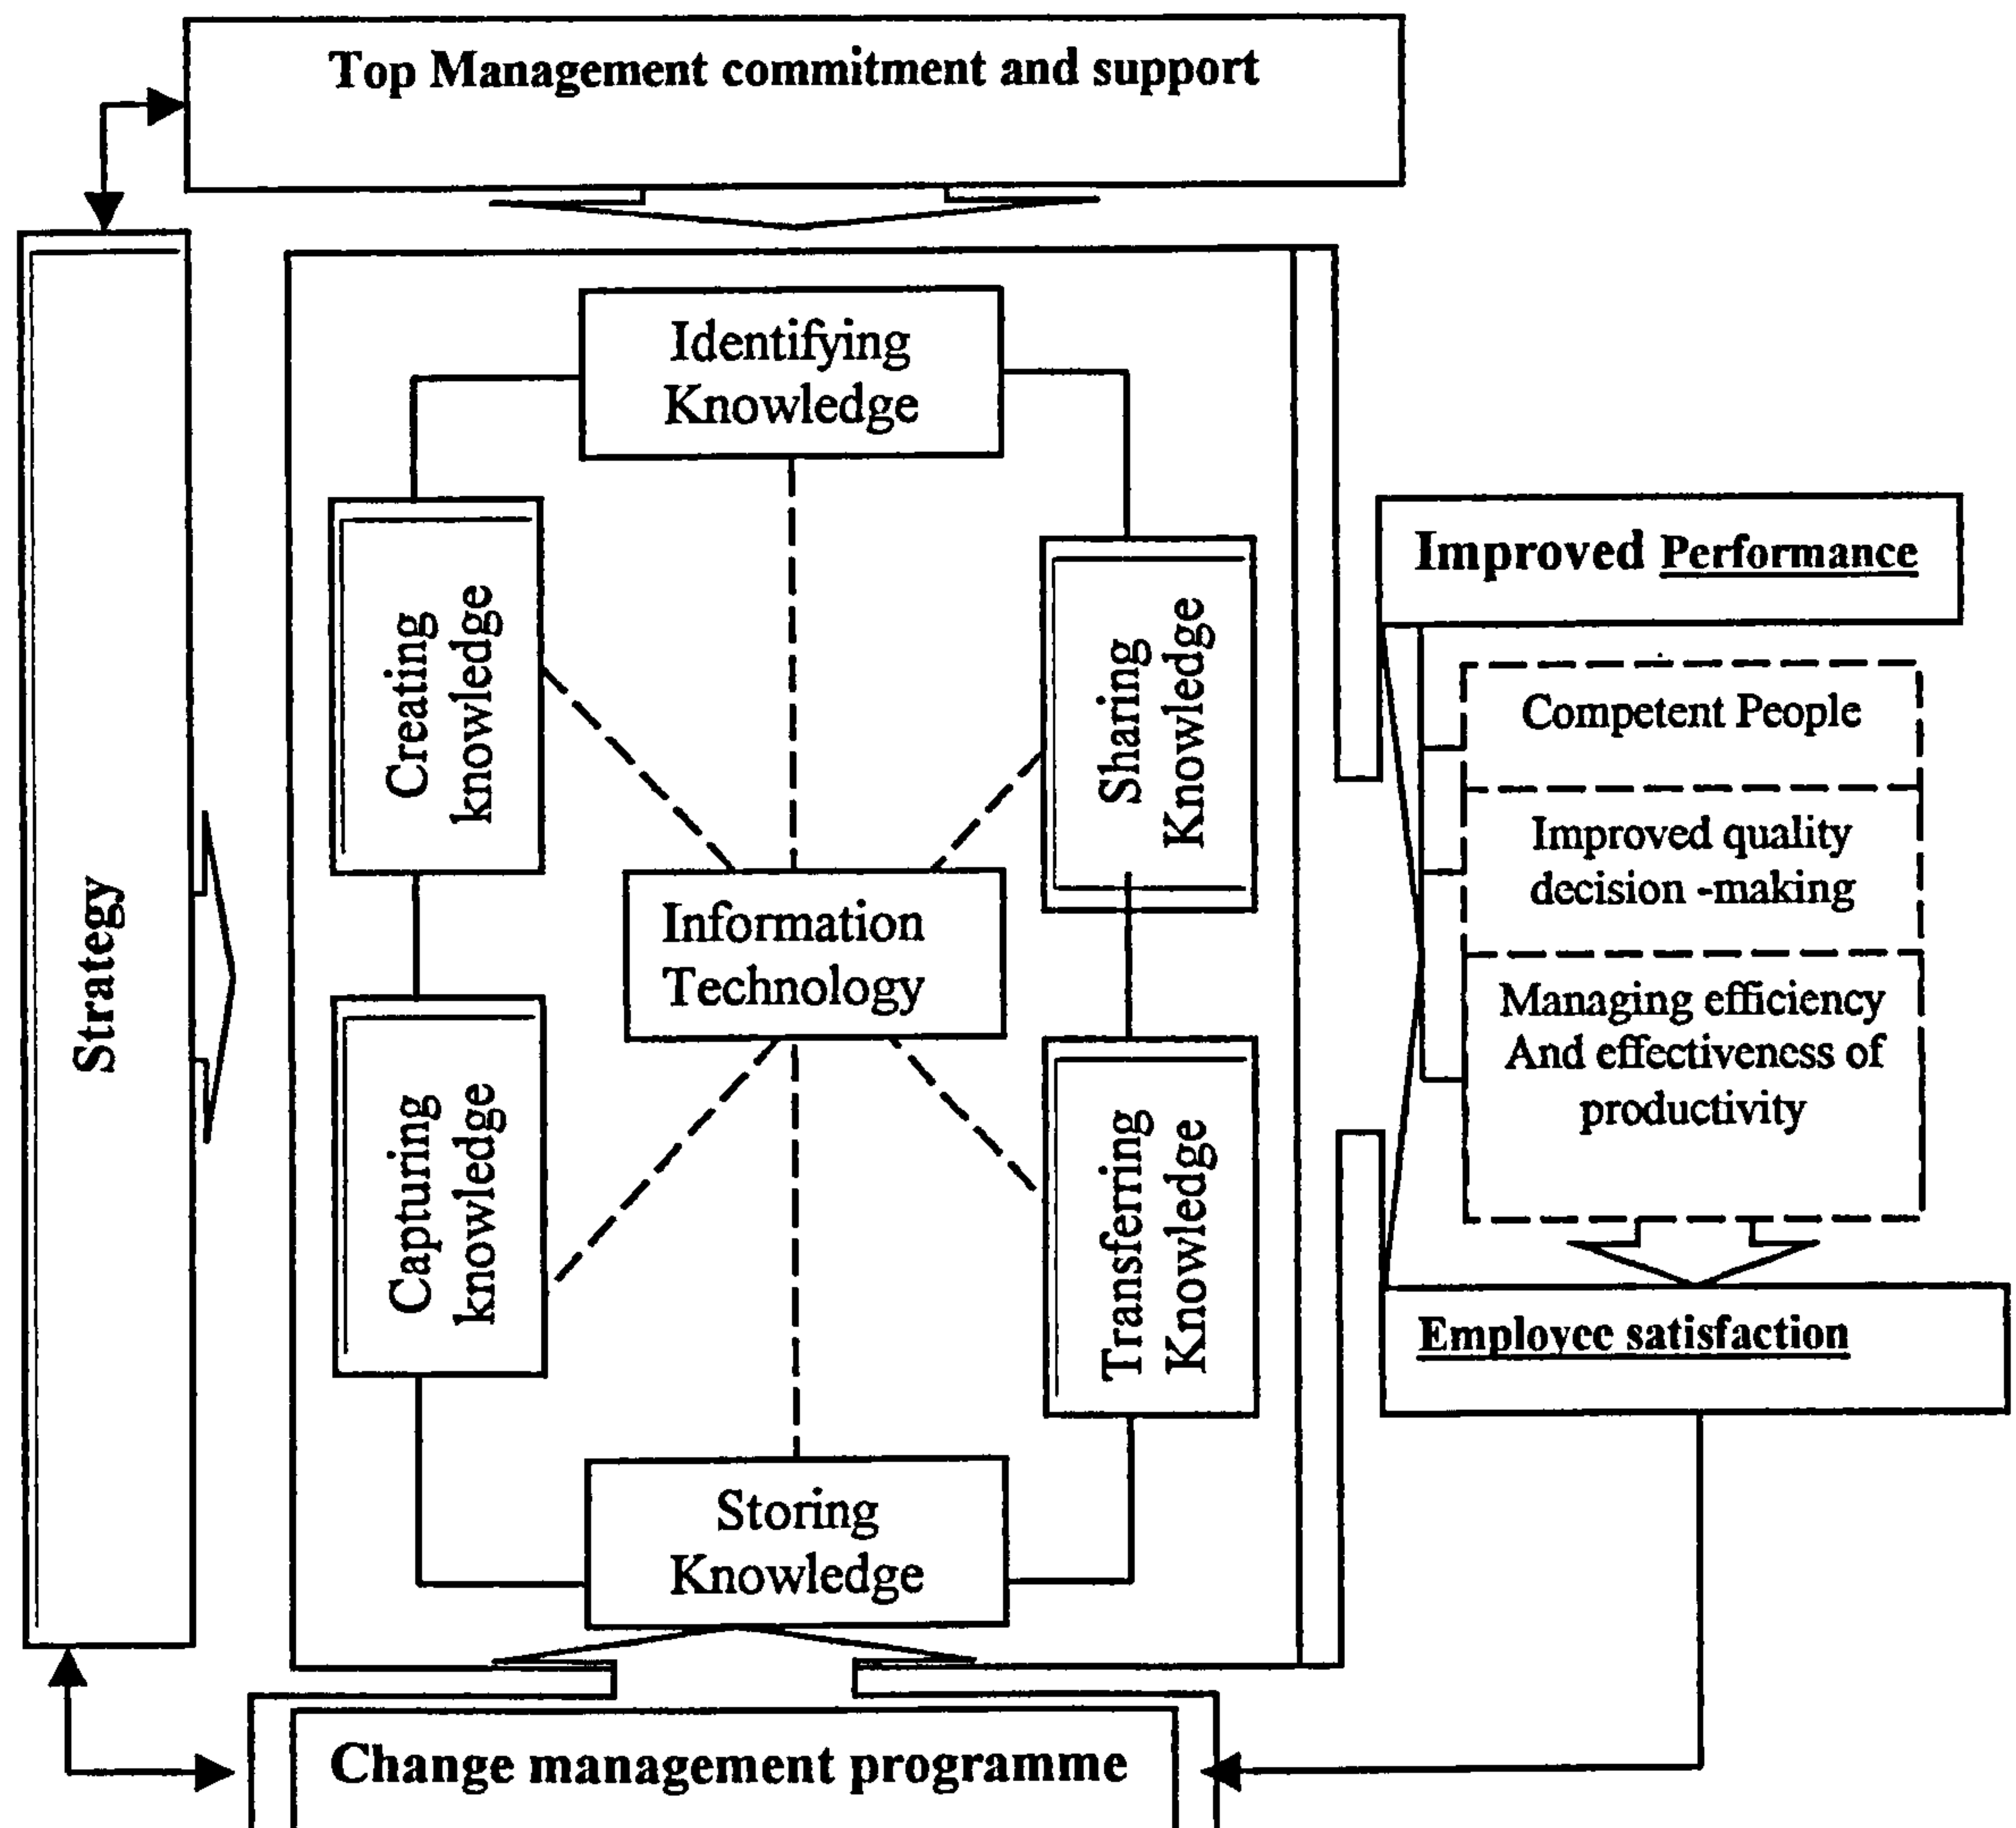 Top Management commitment and support
Identifying
Knowledge
Creating
knowledge
Sharing
Knowledge
Information
Technology
Capturing
knowledge
Transferring
Knowledge
Storing
Knowledge
Strategy
Improved Performance
Competent People
Improved quality
decision -making
Managing efficiency
And effectiveness of
productivity
Employee satisfaction
Change management programme